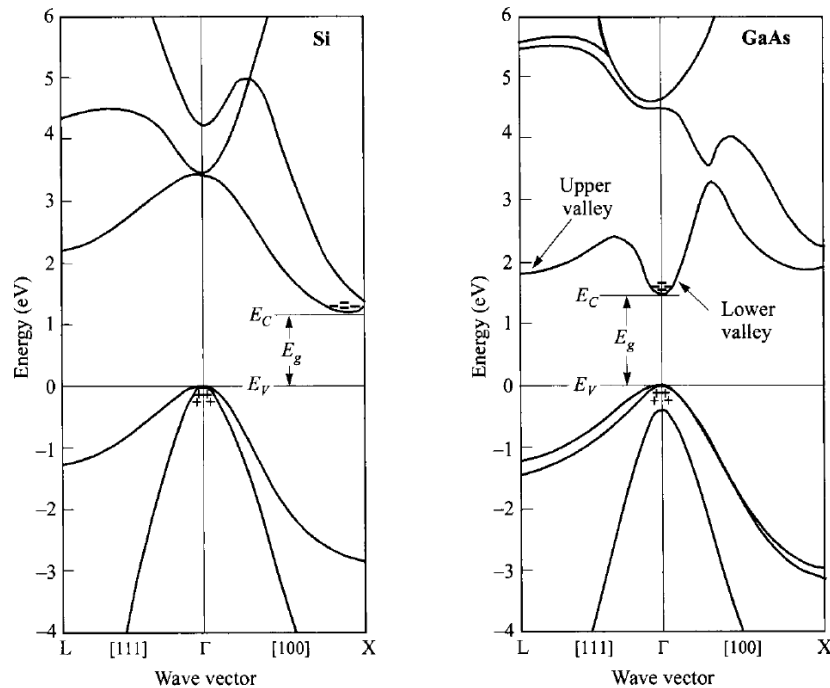 Si
6
5
4
3
2
1
0
–1
–2
–3
–4
Energy (eV)
E_C
E_g
E_V
L [111] Γ [100] X
Wave vector
GaAs
6
5
4
3
2
1
0
–1
–2
–3
–4
Energy (eV)
Upper
valley
Lower
valley
E_C
E_g
E_V
L [111] Γ [100] X
Wave vector